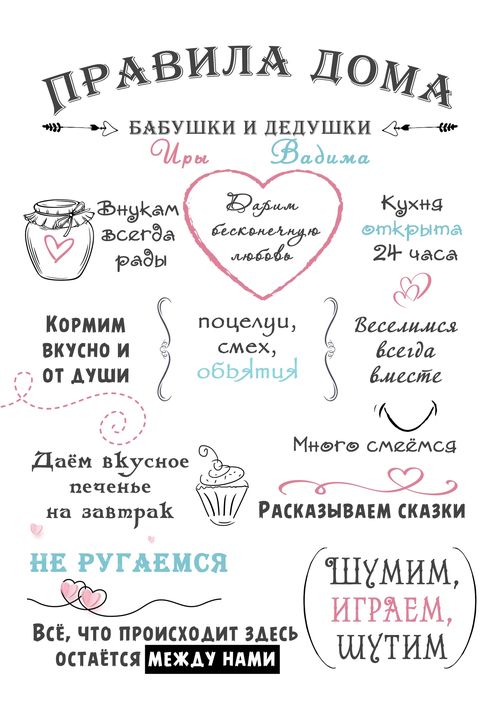 ПРАВИЛА ДОМА
БАБУШКИ И ДЕДУШКИ
Иры Вадима
Внукам
всегда
рады
Дарим
бесконечную
любовь
Кухня
открыта
24 часа
Кормим
вкусно и
от души
поцелуи,
смех,
объятия
Веселимся
всегда
вместе
Много смеёмся
Даём вкусное
печенье
на завтрак
Рассказываем сказки
НЕ РУГАЕМСЯ
ШУМИМ,
ИГРАЕМ,
ШУТИМ
Всё, что происходит здесь
остаётся между нами